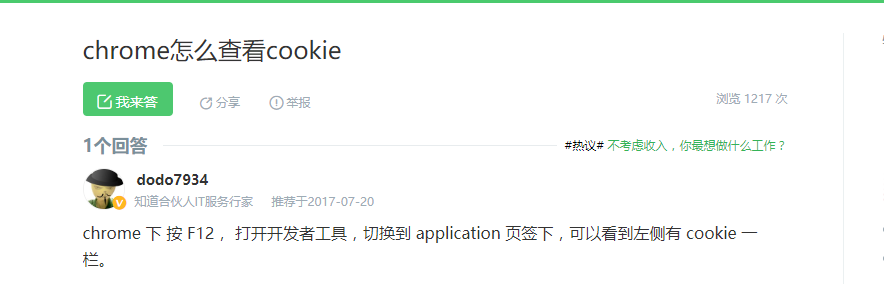 chrome怎么查看cookie
我来答 分享 举报 浏览 1217 次
1个回答 #热议# 不考虑收入，你最想做什么工作？
dodo7934
知道合伙人IT服务行家 推荐于2017-07-20
chrome 下 按 F12 ， 打开开发者工具，切换到 application 页签下，可以看到左侧有 cookie 一
栏。